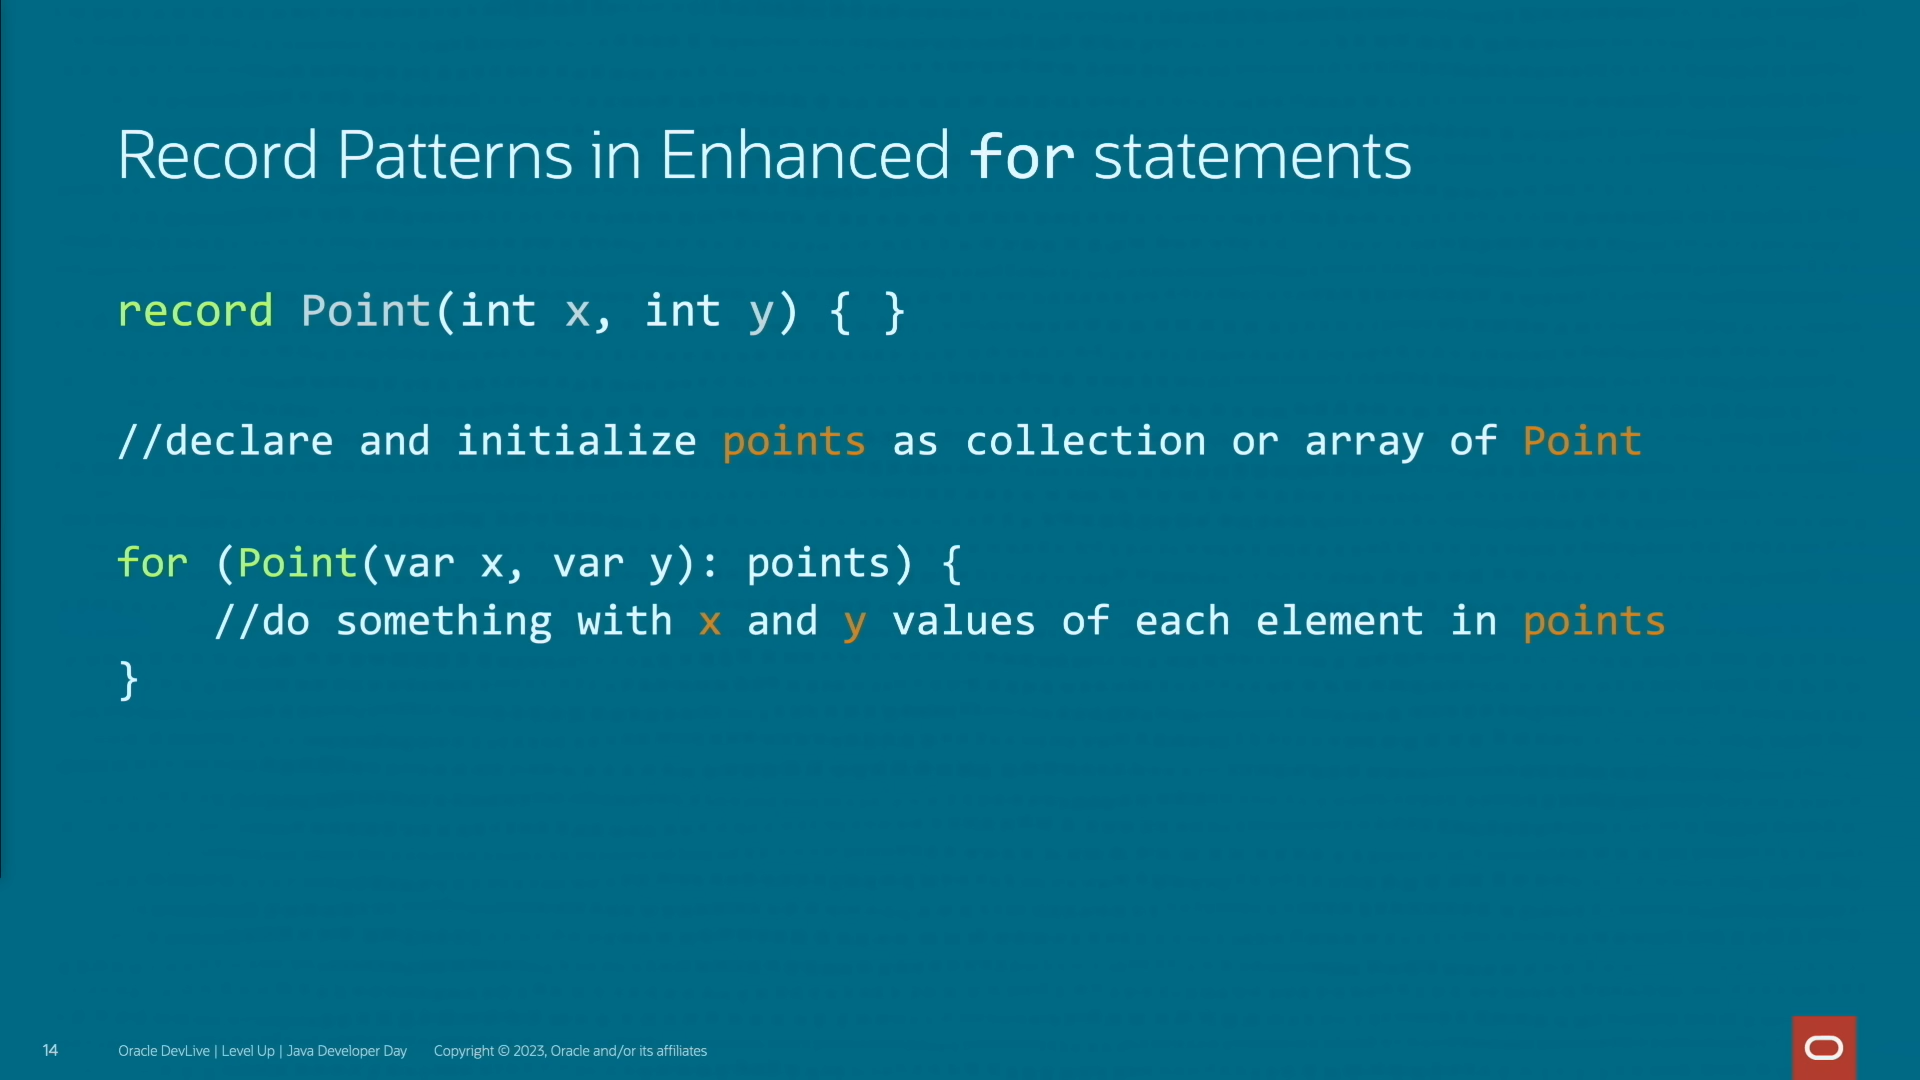 Record Patterns in Enhanced for statements
record Point(int x, int y) { }
//declare and initialize points as collection or array of Point
for (Point(var x, var y): points) {
    //do something with x and y values of each element in points
}
14 Oracle DevLive | Level Up | Java Developer Day Copyright © 2023, Oracle and/or its affiliates